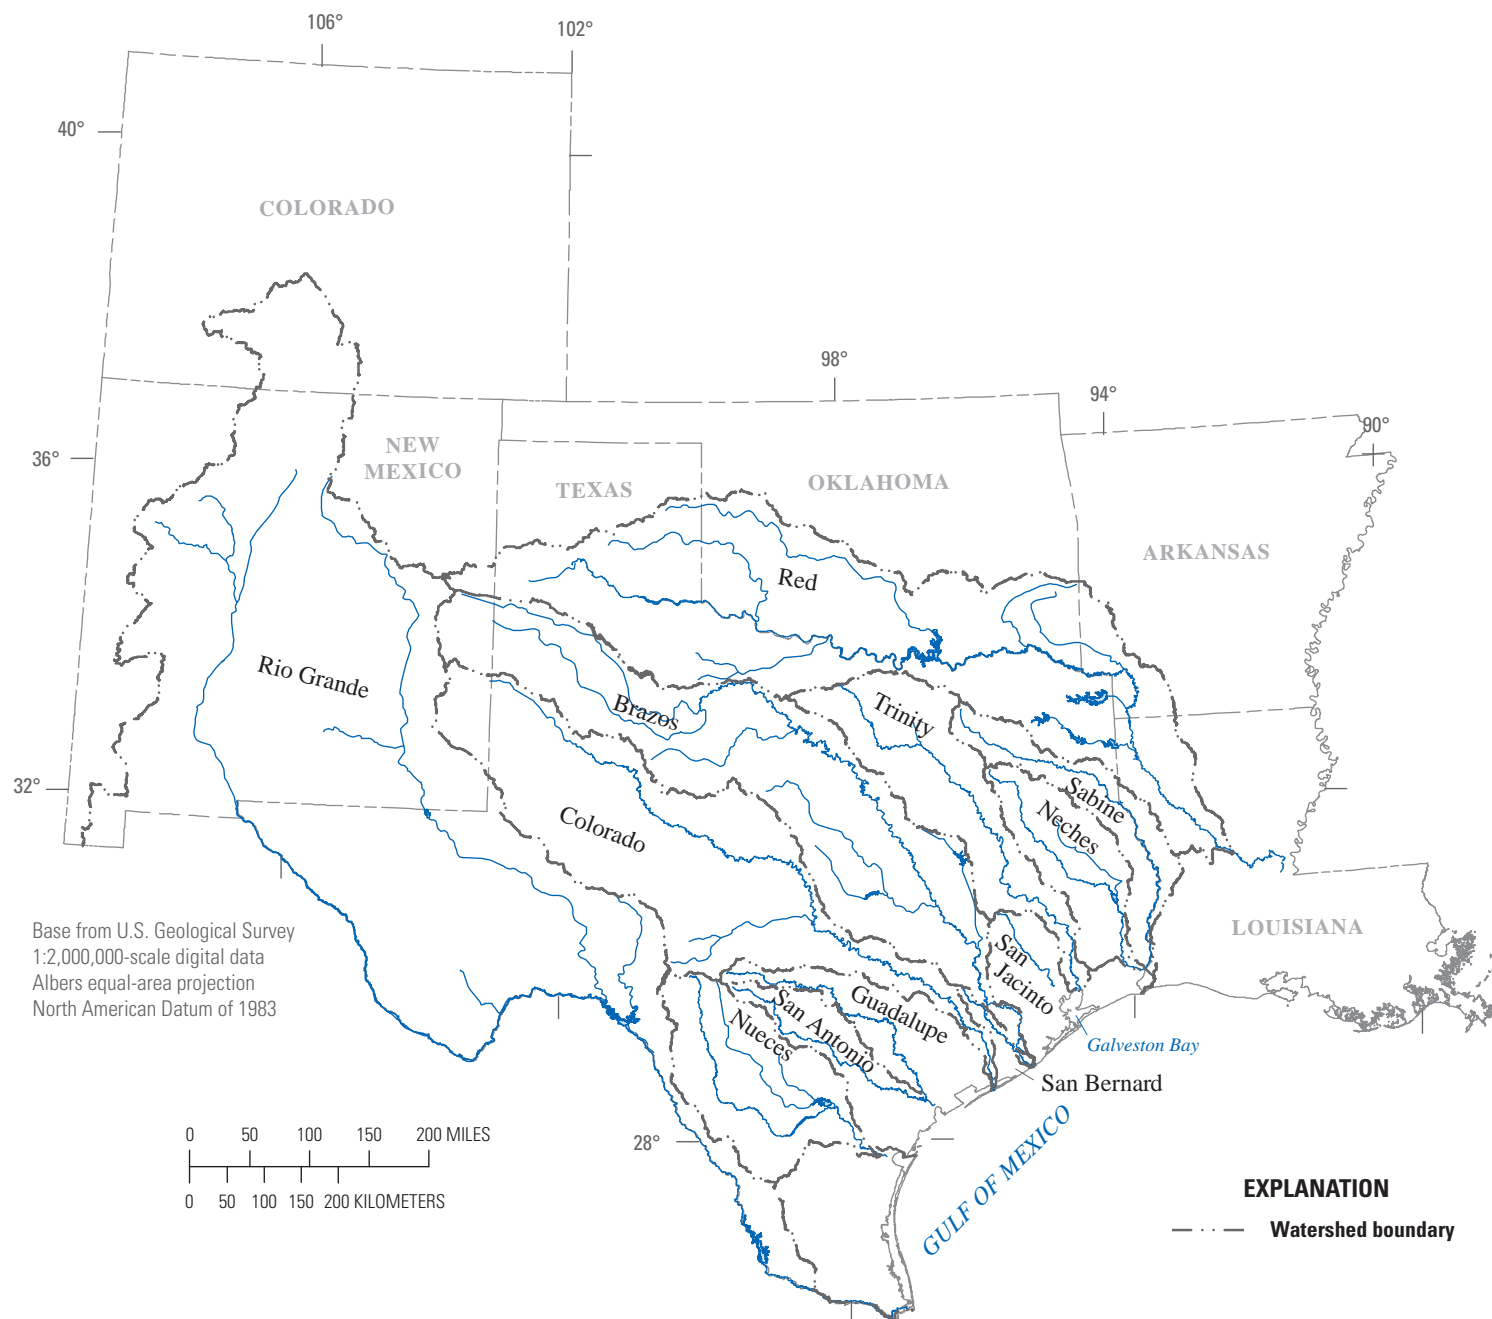 106°
102°
40°
COLORADO
98°
94°
90°
36°
NEW
MEXICO
TEXAS
OKLAHOMA
ARKANSAS
Red
Rio Grande
Brazos
Trinity
32°
Sabine
Neches
Colorado
Base from U.S. Geological Survey
1:2,000,000-scale digital data
Albers equal-area projection
North American Datum of 1983
LOUISIANA
San
Jacinto
Guadalupe
San Antonio
Nueces
Galveston Bay
San Bernard
GULF OF MEXICO
28°
0 50 100 150 200 MILES
0 50 100 150 200 KILOMETERS
EXPLANATION
Watershed boundary